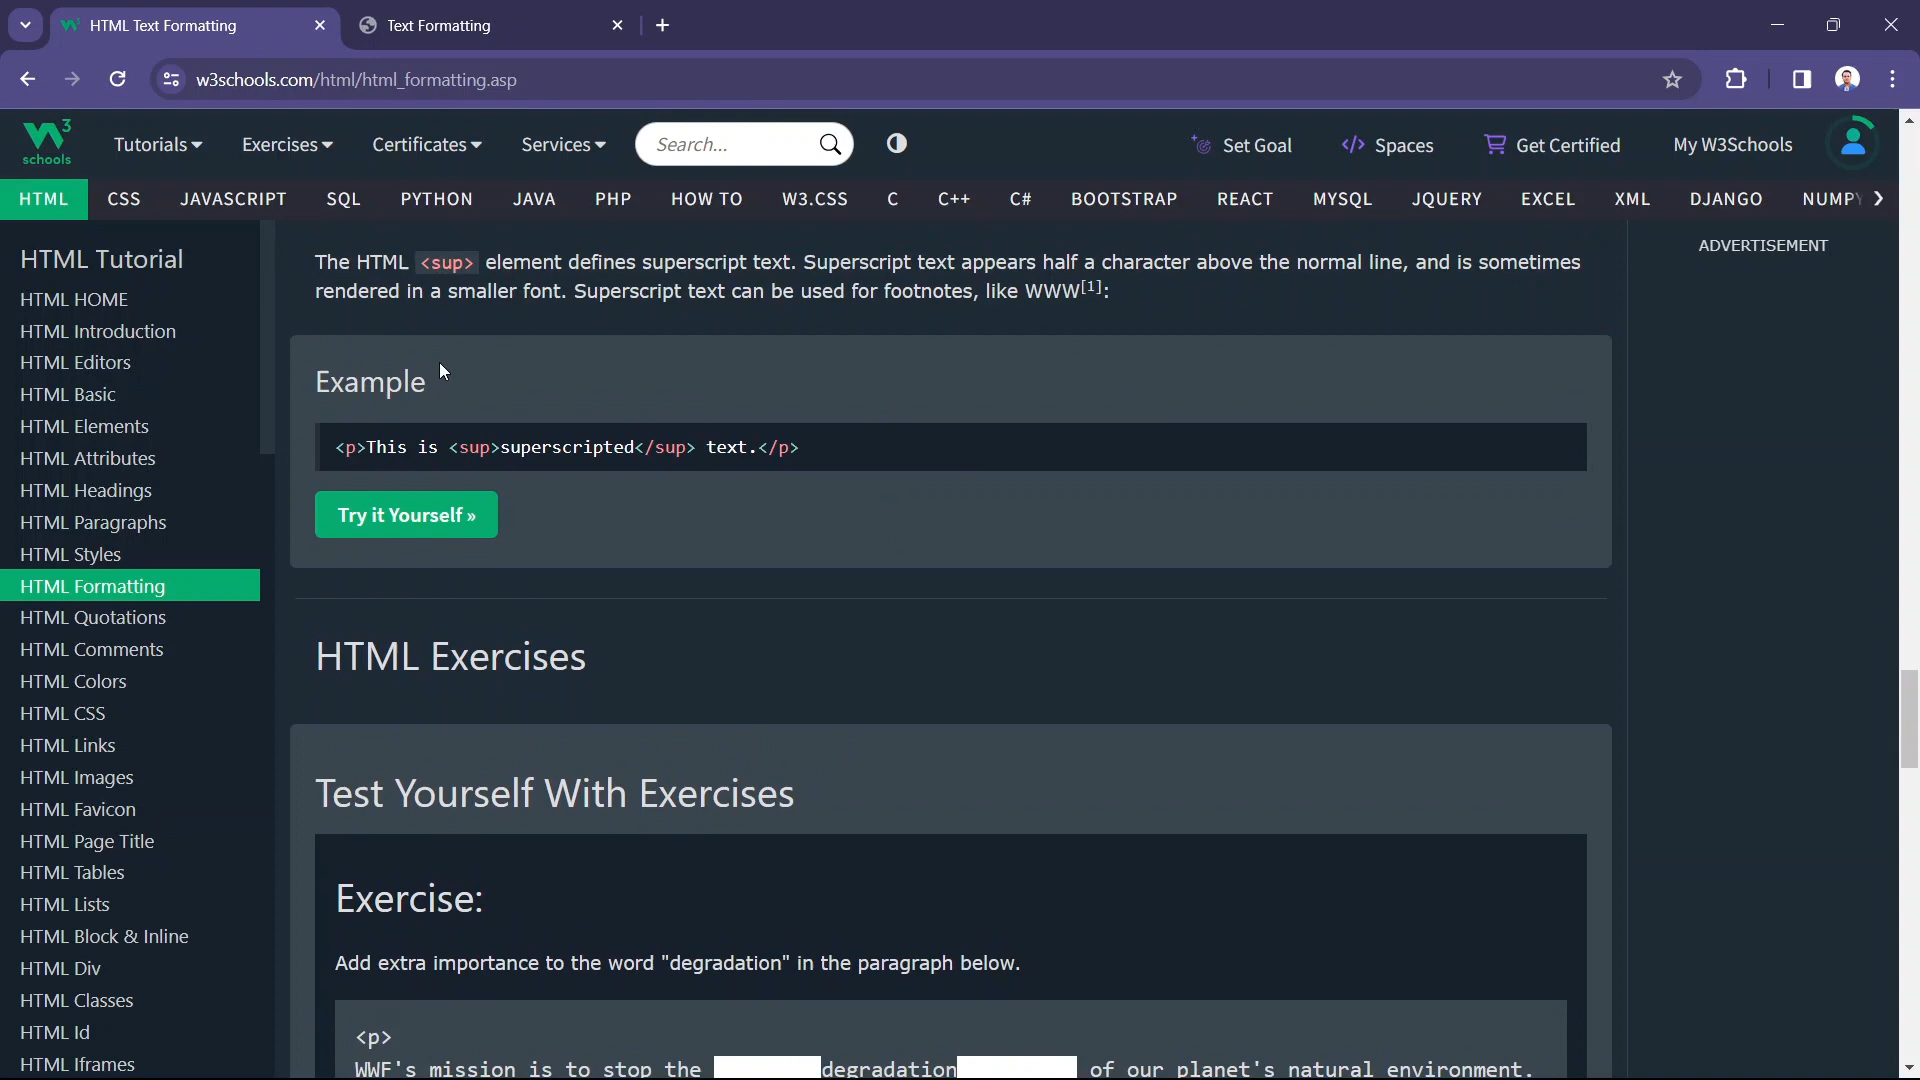 HTML Text Formatting
Text Formatting
w3schools.com/html/html_formatting.asp
W3 schools
Tutorials
Exercises
Certificates
Services
Search...
Set Goal
Spaces
Get Certified
My W3Schools
HTML
CSS
JAVASCRIPT
SQL
PYTHON
JAVA
PHP
HOW TO
W3.CSS
C
C++
C#
BOOTSTRAP
REACT
MYSQL
JQUERY
EXCEL
XML
DJANGO
NUMPY
HTML Tutorial
HTML HOME
HTML Introduction
HTML Editors
HTML Basic
HTML Elements
HTML Attributes
HTML Headings
HTML Paragraphs
HTML Styles
HTML Formatting
HTML Quotations
HTML Comments
HTML Colors
HTML CSS
HTML Links
HTML Images
HTML Favicon
HTML Page Title
HTML Tables
HTML Lists
HTML Block & Inline
HTML Div
HTML Classes
HTML Id
HTML Iframes
The HTML <sup> element defines superscript text. Superscript text appears half a character above the normal line, and is sometimes
rendered in a smaller font. Superscript text can be used for footnotes, like WWW[1]:
Example
<p>This is <sup>superscripted</sup> text.</p>
Try it Yourself »
HTML Exercises
Test Yourself With Exercises
Exercise:
Add extra importance to the word "degradation" in the paragraph below.
<p>
WWF's mission is to stop the degradation of our planet's natural environment.
ADVERTISEMENT